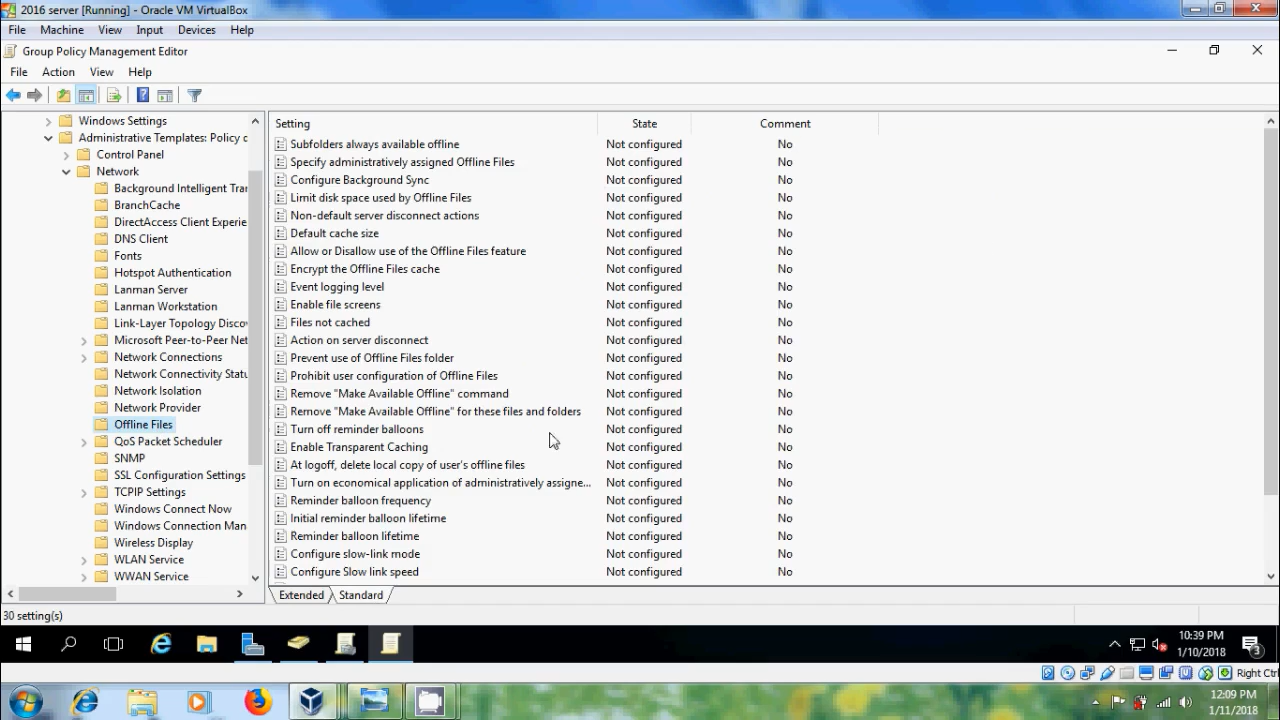 2016 server [Running] - Oracle VM VirtualBox
File Machine View Input Devices Help
Group Policy Management Editor
File Action View Help
Windows Settings
Administrative Templates: Policy d
Control Panel
Network
Background Intelligent Tran
BranchCache
DirectAccess Client Experie
DNS Client
Fonts
Hotspot Authentication
Lanman Server
Lanman Workstation
Link-Layer Topology Disco
Microsoft Peer-to-Peer Net
Network Connections
Network Connectivity Statu
Network Isolation
Network Provider
Offline Files
QoS Packet Scheduler
SNMP
SSL Configuration Settings
TCPIP Settings
Windows Connect Now
Windows Connection Man
Wireless Display
WLAN Service
WWAN Service
Setting State Comment
Subfolders always available offline Not configured No
Specify administratively assigned Offline Files Not configured No
Configure Background Sync Not configured No
Limit disk space used by Offline Files Not configured No
Non-default server disconnect actions Not configured No
Default cache size Not configured No
Allow or Disallow use of the Offline Files feature Not configured No
Encrypt the Offline Files cache Not configured No
Event logging level Not configured No
Enable file screens Not configured No
Files not cached Not configured No
Action on server disconnect Not configured No
Prevent use of Offline Files folder Not configured No
Prohibit user configuration of Offline Files Not configured No
Remove "Make Available Offline" command Not configured No
Remove "Make Available Offline" for these files and folders Not configured No
Turn off reminder balloons Not configured No
Enable Transparent Caching Not configured No
At logoff, delete local copy of user's offline files Not configured No
Turn on economical application of administratively assigne... Not configured No
Reminder balloon frequency Not configured No
Initial reminder balloon lifetime Not configured No
Reminder balloon lifetime Not configured No
Configure slow-link mode Not configured No
Configure Slow link speed Not configured No
Extended Standard
30 setting(s)
10:39 PM
1/10/2018
3
Right Ctrl
12:09 PM
1/11/2018